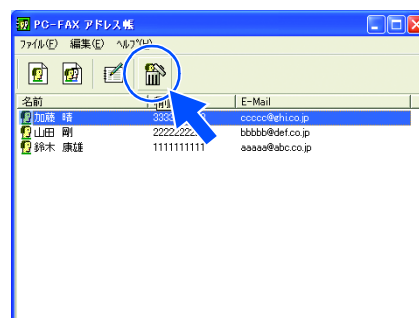 PC-FAX アドレス帳
ファイル(F) 編集(E) ヘルプ(H)
名前 E-Mail
加藤 晴 ccccc@ghi.co.jp
山田 剛 bbbbb@def.co.jp
鈴木 康雄 1111111111 aaaaa@abc.co.jp